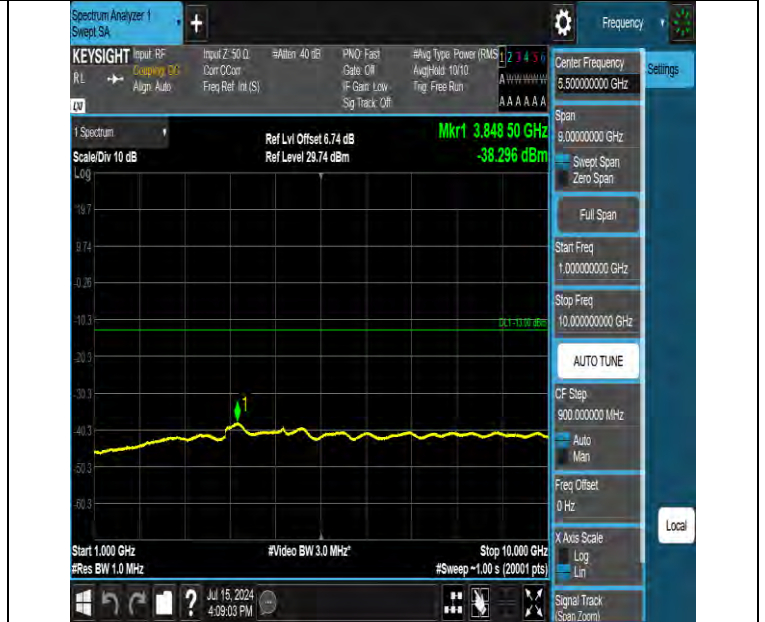 Spectrum Analyzer 1
Swept SA
Frequency
KEYSIGHT
RL
LXI
Input: RF
Coupling: DC
Align: Auto
Input Z: 50 Ω
Corr CCorr
Freq Ref: Int (S)
#Atten: 40 dB
PNO: Fast
Gate: Off
IF Gain: Low
Sig Track: Off
#Avg Type: Power (RMS
Avg|Hold: 10/10
Trig: Free Run
1 2 3 4 5 6
A W W W W W
A A A A A A
1 Spectrum
Scale/Div 10 dB
Ref Lvl Offset 6.74 dB
Ref Level 29.74 dBm
Mkr1 3.848 50 GHz
-38.296 dBm
Log
19.7
9.74
-0.26
-10.3
DL1 -13.00 dBm
-20.3
-30.3
1
-40.3
-50.3
-60.3
Start 1.000 GHz
#Res BW 1.0 MHz
#Video BW 3.0 MHz*
Stop 10.000 GHz
#Sweep ~1.00 s (20001 pts)
Center Frequency
5.500000000 GHz
Settings
Span
9.00000000 GHz
Swept Span
Zero Span
Full Span
Start Freq
1.000000000 GHz
Stop Freq
10.000000000 GHz
AUTO TUNE
CF Step
900.000000 MHz
Auto
Man
Freq Offset
0 Hz
X Axis Scale
Log
Lin
Signal Track
(Span Zoom)
Local
?
Jul 15, 2024
4:09:03 PM